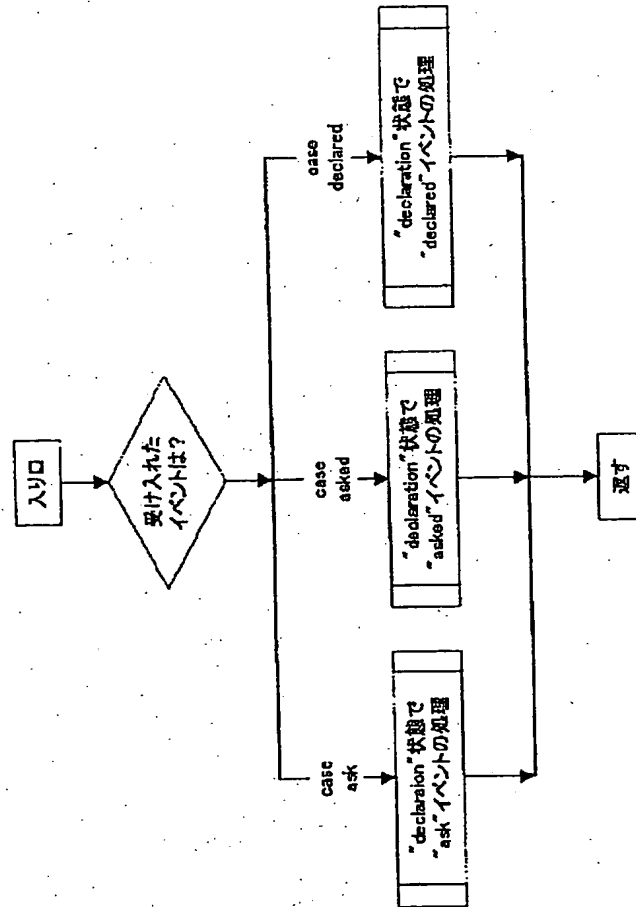 入り口
受け入れた
イベントは?
case
ask
case
asked
case
declared
"declaraion"状態で
"ask"イベントの処理
"declaration"状態で
"asked"イベントの処理
"declaration"状態で
"declared"イベントの処理
返す